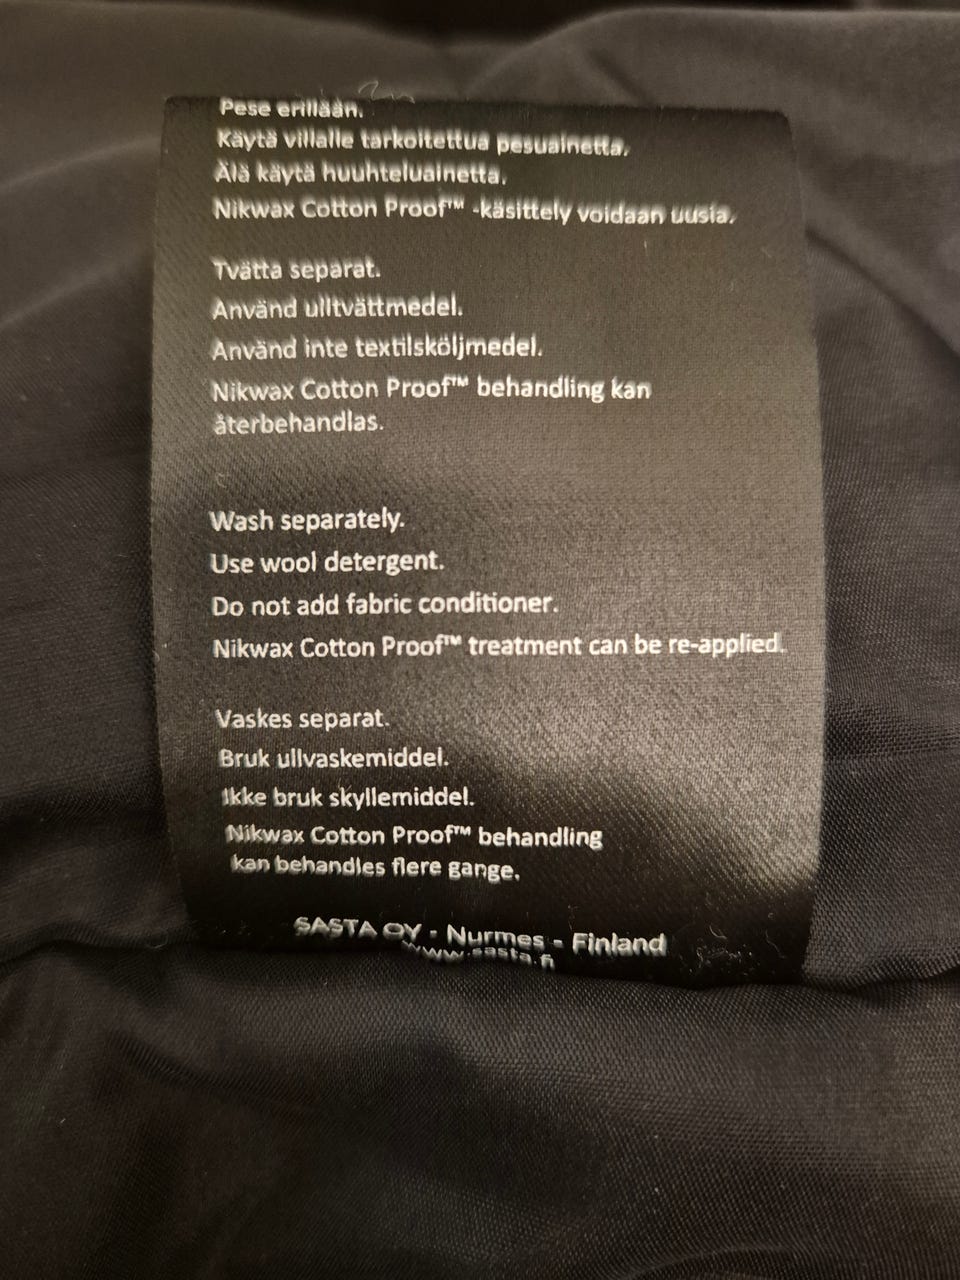 Pese erillään.
Käytä villalle tarkoitettua pesuainetta.
Älä käytä huuhteluainetta.
Nikwax Cotton Proof™ -käsittely voidaan uusia.
Tvätta separat.
Använd ulltvättmedel.
Använd inte textilsköljmedel.
Nikwax Cotton Proof™ behandling kan
återbehandlas.
Wash separately.
Use wool detergent.
Do not add fabric conditioner.
Nikwax Cotton Proof™ treatment can be re-applied.
Vaskes separat.
Bruk ullvaskemiddel.
Ikke bruk skyllemiddel.
Nikwax Cotton Proof™ behandling
kan behandles flere gange.
SASTA OY - Nurmes - Finland
www.sasta.fi